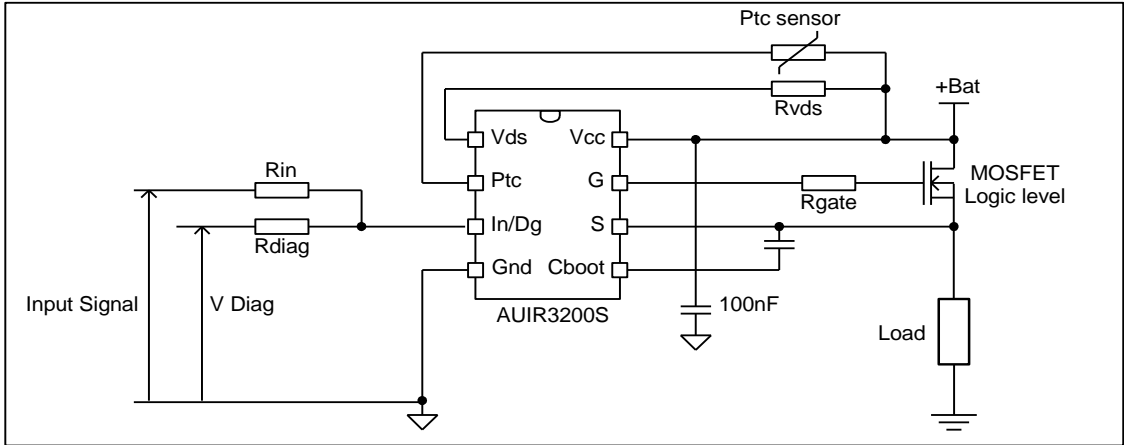 Ptc sensor
+Bat
Rvds
Vds
Vcc
Rin
Ptc
G
MOSFET
Logic level
Rgate
In/Dg
S
Rdiag
Gnd
Cboot
Input Signal
V Diag
100nF
AUIR3200S
Load